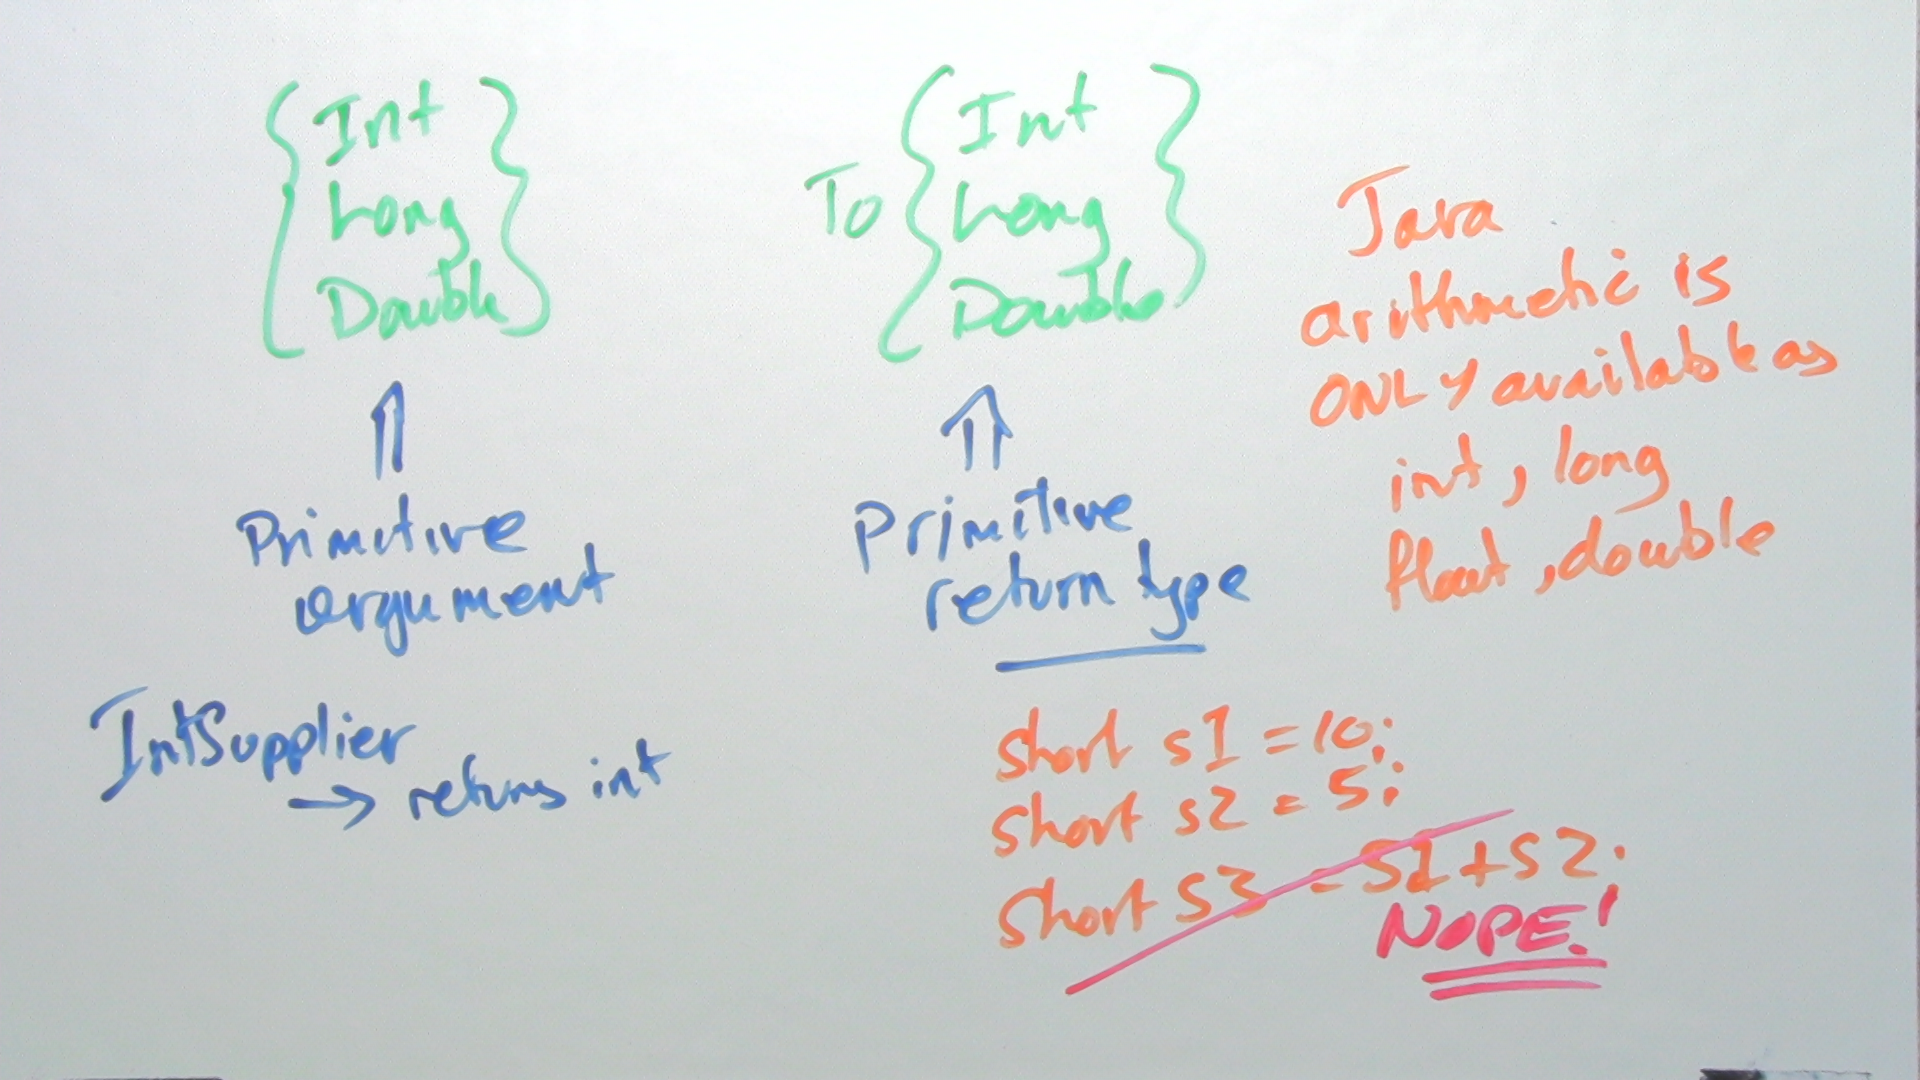 Int
Long
Double
Primitive
argument
To
Int
Long
Double
Primitive
return type
Java
arithmetic is
ONLY available as
int, long
float, double
IntSupplier
→ returns int
short s1 = 10;
short s2 = 5;
short s3 = s1+s2;
NOPE!